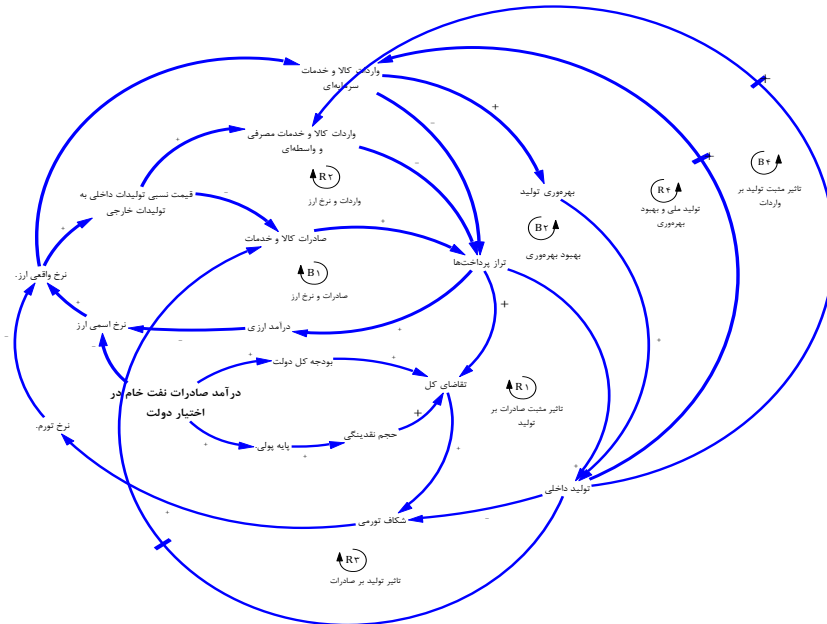 واردات کالا و خدمات
سرمایه‌ای
+
+
+
−
+
B۴
واردات کالا و خدمات مصرفی
و واسطه‌ای
+
−
R۲
واردات و نرخ ارز
بهره‌وری تولید
R۴
تولید ملی و بهبود
بهره‌وری
تاثیر مثبت تولید بر
واردات
قیمت نسبی تولیدات داخلی به
تولیدات خارجی
−
+
صادرات کالا و خدمات
+
B۲
بهبود بهره‌وری
تراز پرداخت‌ها
نرخ واقعی ارز.
B۱
صادرات و نرخ ارز
+
+
نرخ اسمی ارز
−
درآمد ارزی
+
−
−
بودجه کل دولت
+
+
+
تقاضای کل
R۱
تاثیر مثبت صادرات بر
تولید
درآمد صادرات نفت خام در
اختیار دولت
نرخ تورم.
+
پایه پولی.
+
حجم نقدینگی
+
+
+
تولید داخلی
+
شکاف تورمی
−
R۳
تاثیر تولید بر صادرات